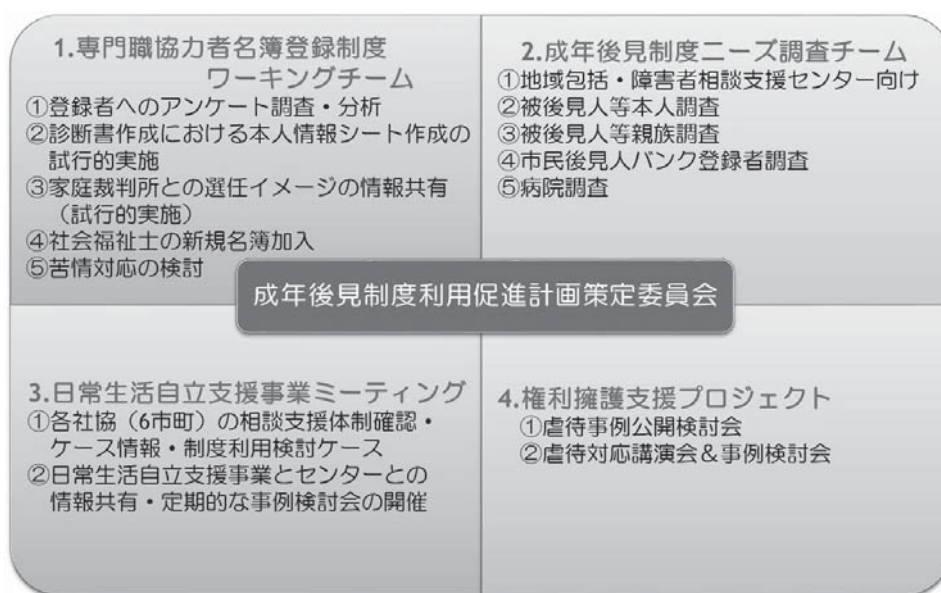 1.専門職協力者名簿登録制度
ワーキングチーム
①登録者へのアンケート調査・分析
②診断書作成における本人情報シート作成の
試行的実施
③家庭裁判所との選任イメージの情報共有
（試行的実施）
④社会福祉士の新規名簿加入
⑤苦情対応の検討
2.成年後見制度ニーズ調査チーム
①地域包括・障害者相談支援センター向け
②被後見人等本人調査
③被後見人等親族調査
④市民後見人バンク登録者調査
⑤病院調査
成年後見制度利用促進計画策定委員会
3.日常生活自立支援事業ミーティング
①各社協（6市町）の相談支援体制確認・
ケース情報・制度利用検討ケース
②日常生活自立支援事業とセンターとの
情報共有・定期的な事例検討会の開催
4.権利擁護支援プロジェクト
①虐待事例公開検討会
②虐待対応講演会＆事例検討会